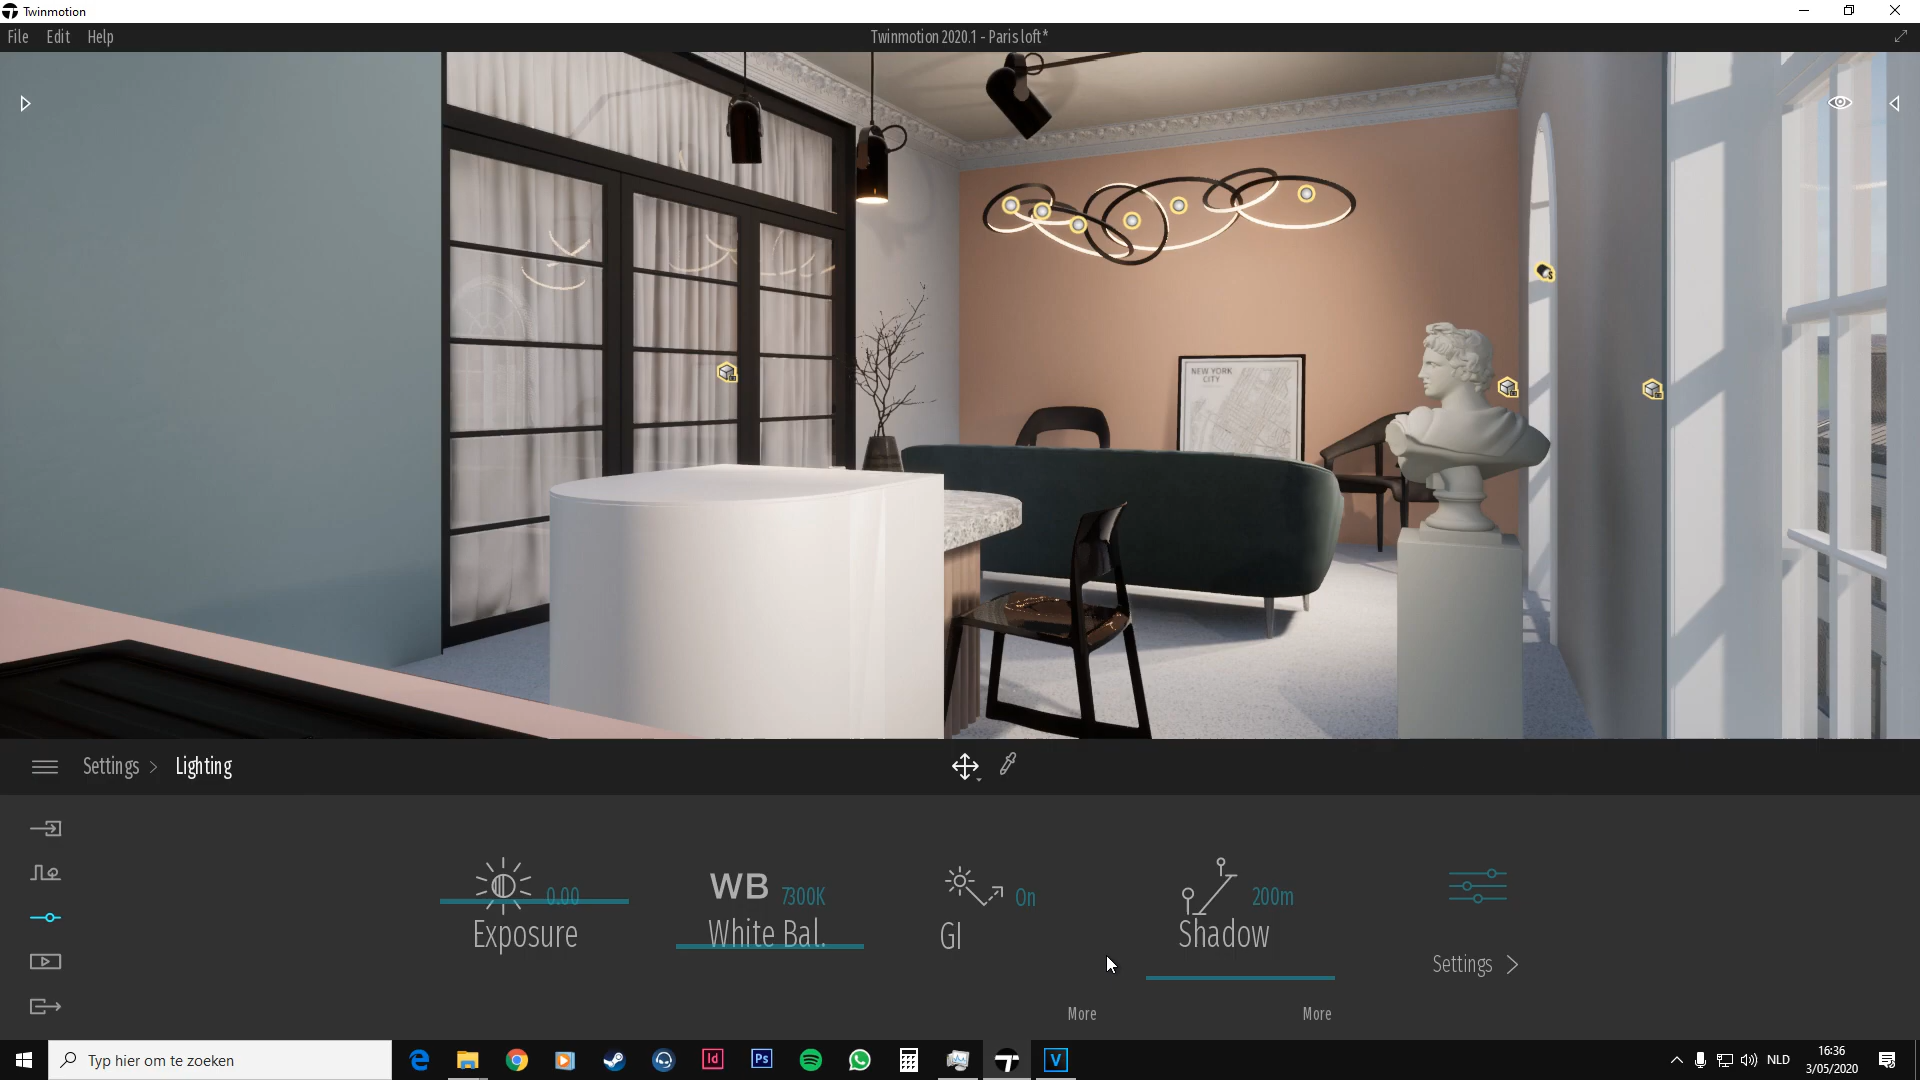 Twinmotion
File Edit Help
Twinmotion 2020.1 - Paris loft*
NEW YORK
CITY
Settings > Lighting
0.00
Exposure
WB 7300K
White Bal.
On
GI
More
200m
Shadow
More
Settings >
Typ hier om te zoeken
Id
Ps
V
NLD
16:36
3/05/2020